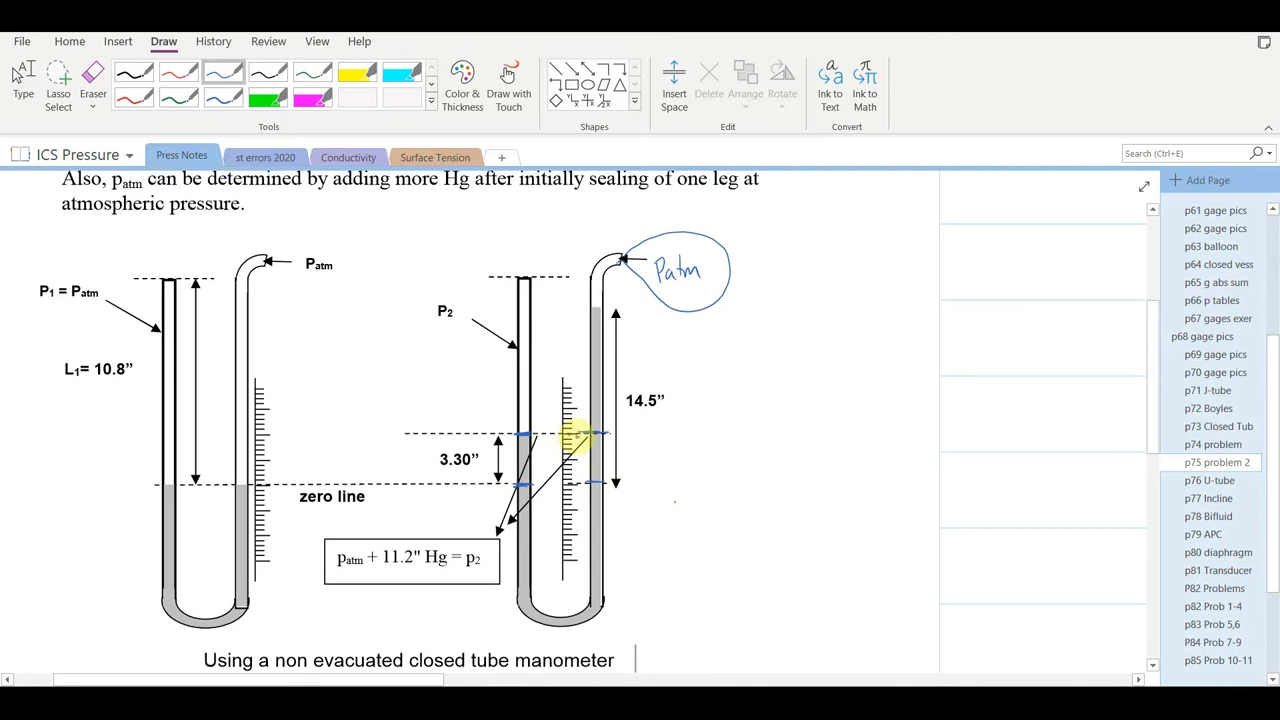 File Home Insert Draw History Review View Help
Type
Lasso Select
Eraser
Color & Thickness
Draw with Touch
Insert Space
Delete
Arrange
Rotate
Ink to Text
Ink to Math
Tools
Shapes
Edit
Convert
ICS Pressure
Press Notes
st errors 2020
Conductivity
Surface Tension
+
Search (Ctrl+E)
Also, patm can be determined by adding more Hg after initially sealing of one leg at
atmospheric pressure.
Patm
Patm
P1 = Patm
P2
L1= 10.8”
14.5”
3.30”
zero line
patm + 11.2" Hg = p2
Using a non evacuated closed tube manometer
Add Page
p61 gage pics
p62 gage pics
p63 balloon
p64 closed vess
p65 g abs sum
p66 p tables
p67 gages exer
p68 gage pics
p69 gage pics
p70 gage pics
p71 J-tube
p72 Boyles
p73 Closed Tub
p74 problem
p75 problem 2
p76 U-tube
p77 Incline
p78 Bifluid
p79 APC
p80 diaphragm
p81 Transducer
P82 Problems
p82 Prob 1-4
p83 Prob 5,6
P84 Prob 7-9
p85 Prob 10-11